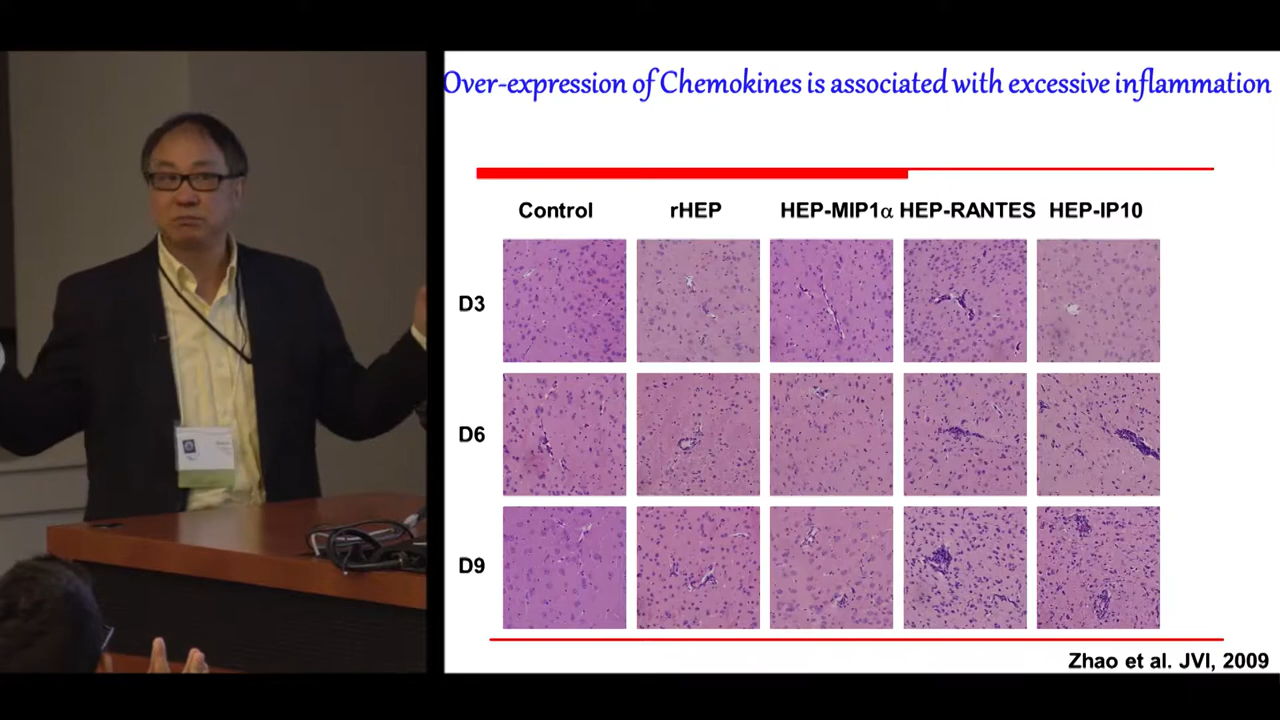 Over-expression of Chemokines is associated with excessive inflammation
Control rHEP HEP-MIP1α HEP-RANTES HEP-IP10
D3
D6
D9
Zhao et al. JVI, 2009